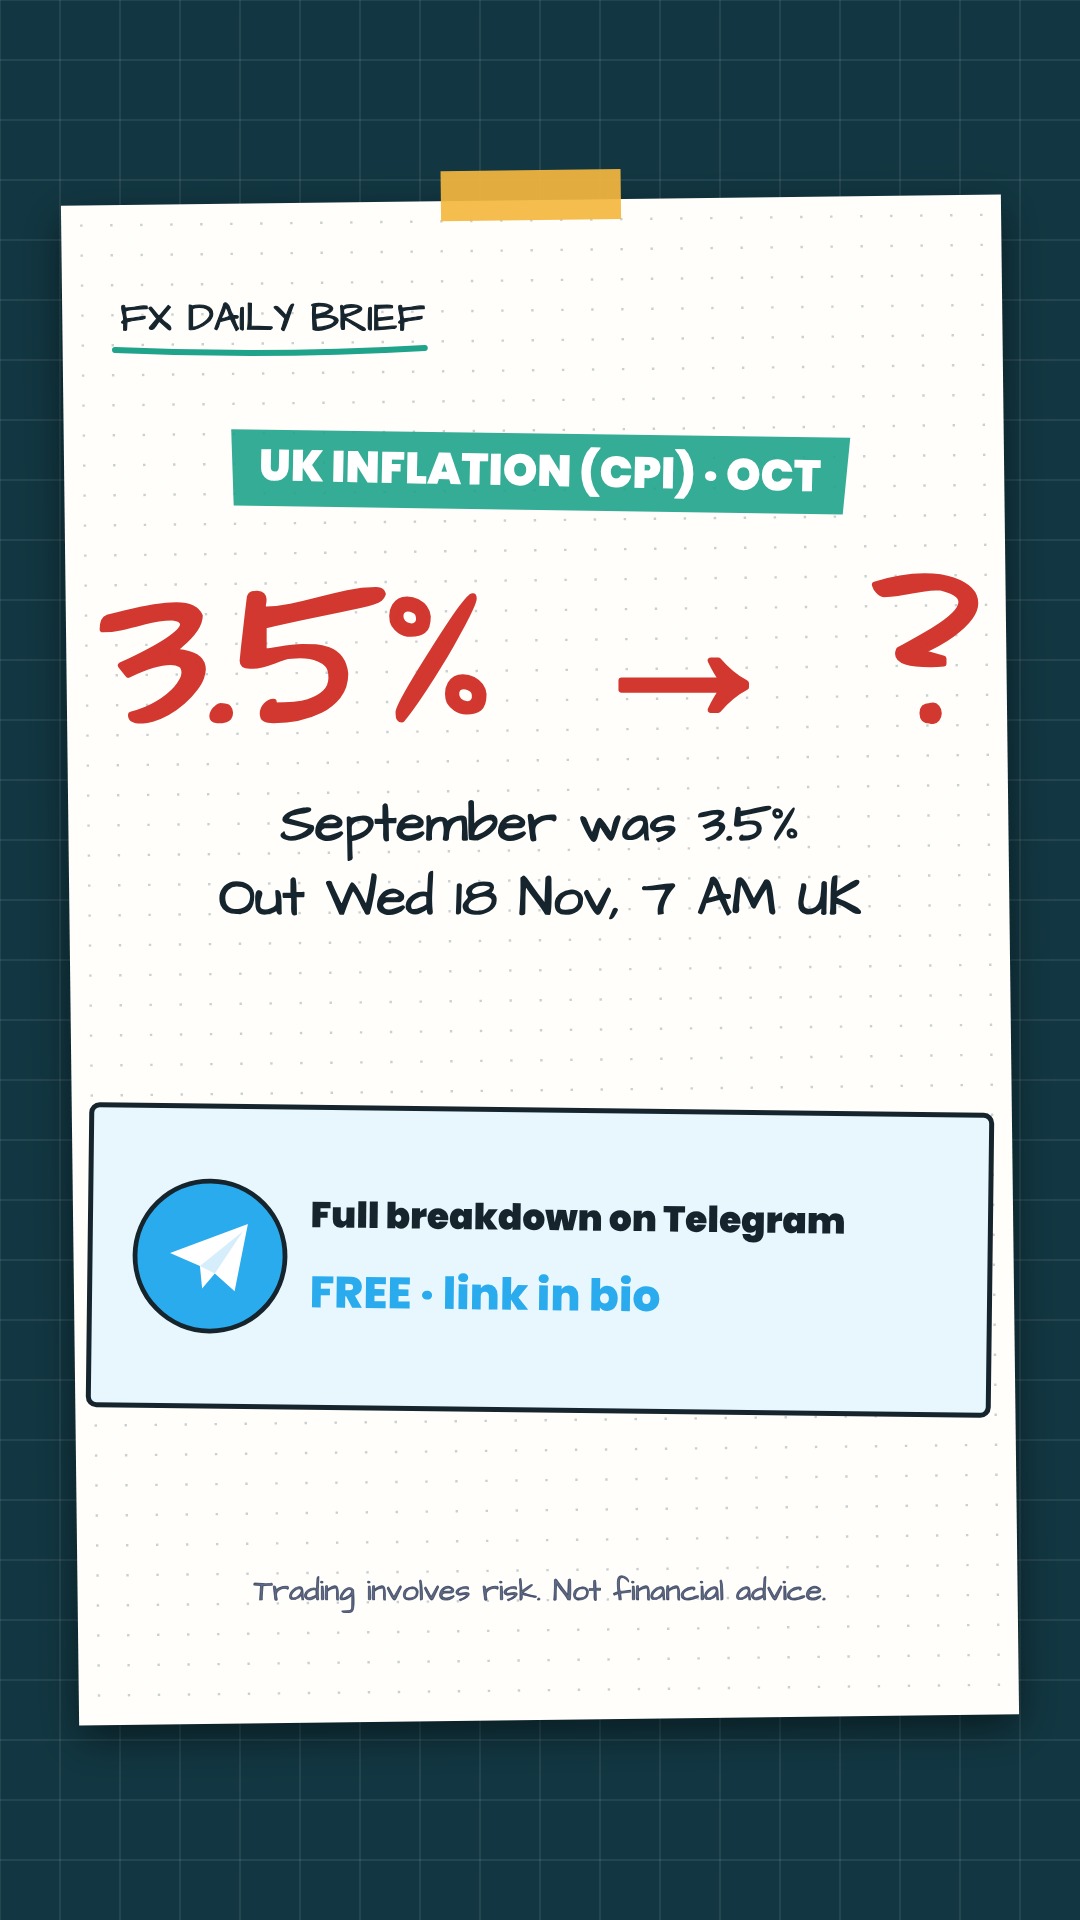 FX DAILY BRIEF
UK INFLATION (CPI) • OCT
3.5% → ?
September was 3.5%
Out Wed 18 Nov, 7 AM UK
Full breakdown on Telegram
FREE • link in bio
Trading involves risk. Not financial advice.